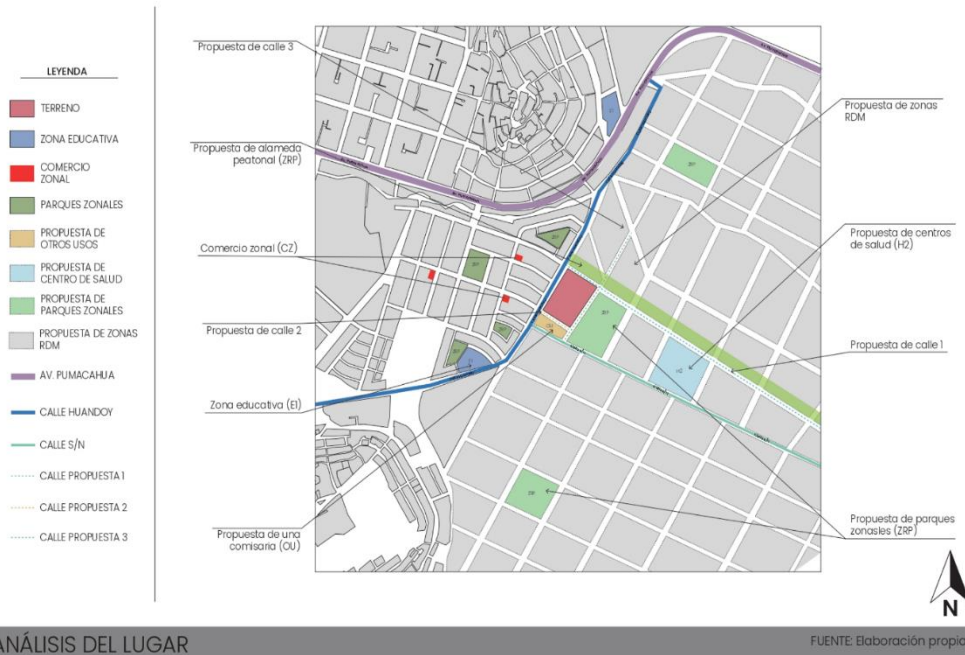 LEYENDA
TERRENO
ZONA EDUCATIVA
COMERCIO
ZONAL
PARQUES ZONALES
PROPUESTA DE
OTROS USOS
PROPUESTA DE
CENTRO DE SALUD
PROPUESTA DE
PARQUES ZONALES
PROPUESTA DE ZONAS
RDM
AV. PUMACAHUA
CALLE HUANDOY
CALLE S/N
CALLE PROPUESTA 1
CALLE PROPUESTA 2
CALLE PROPUESTA 3
Propuesta de calle 3
Propuesta de alameda
peatonal (ZRP)
Comercio zonal (CZ)
Propuesta de calle 2
Zona educativa (E1)
Propuesta de una
comisaria (OU)
Propuesta de zonas
RDM
Propuesta de centros
de salud (H2)
Propuesta de calle 1
Propuesta de parques
zonasles (ZRP)
H2
N
ANÁLISIS DEL LUGAR
FUENTE: Elaboración propia